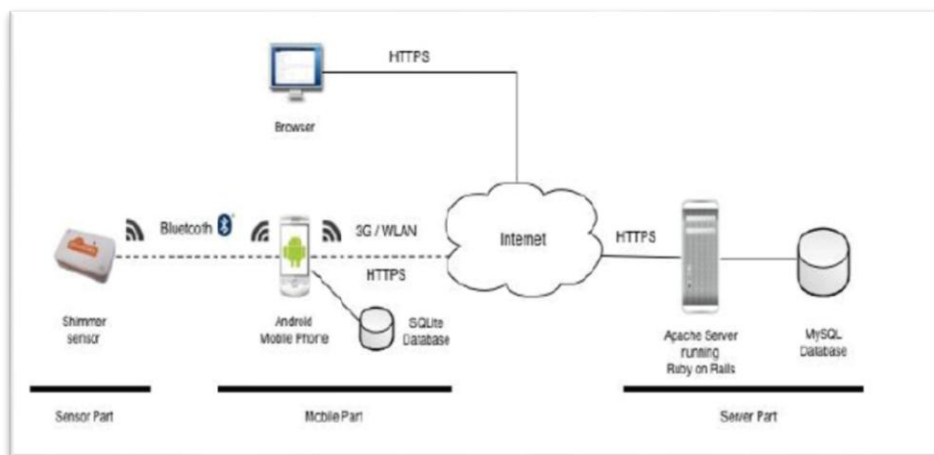 HTTPS
Browser
Bluetooth
3G / WLAN
Internet
HTTPS
HTTPS
Shimmer
sensor
Android
Mobile Phone
SQLite
Database
Apache Server
running
Ruby on Rails
MySQL
Database
Sensor Part
Mobile Part
Server Part